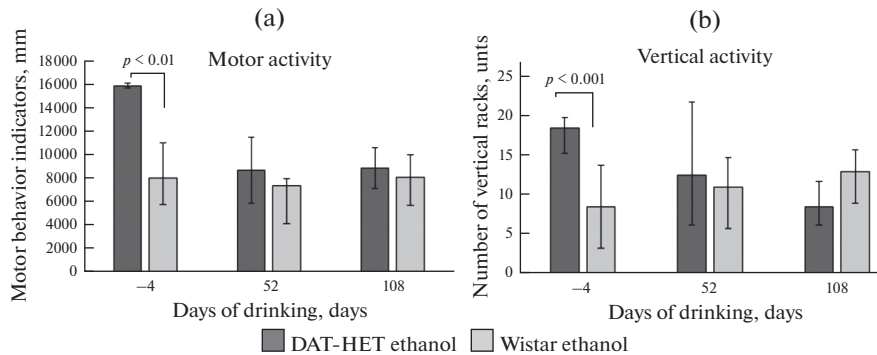 (a)
Motor activity
Motor behavior indicators, mm
18000
16000
14000
12000
10000
8000
6000
4000
2000
0
p < 0.01
−4
52
108
Days of drinking, days
(b)
Vertical activity
Number of vertical racks, unts
25
20
15
10
5
0
p < 0.001
−4
52
108
Days of drinking, days
DAT-HET ethanol
Wistar ethanol